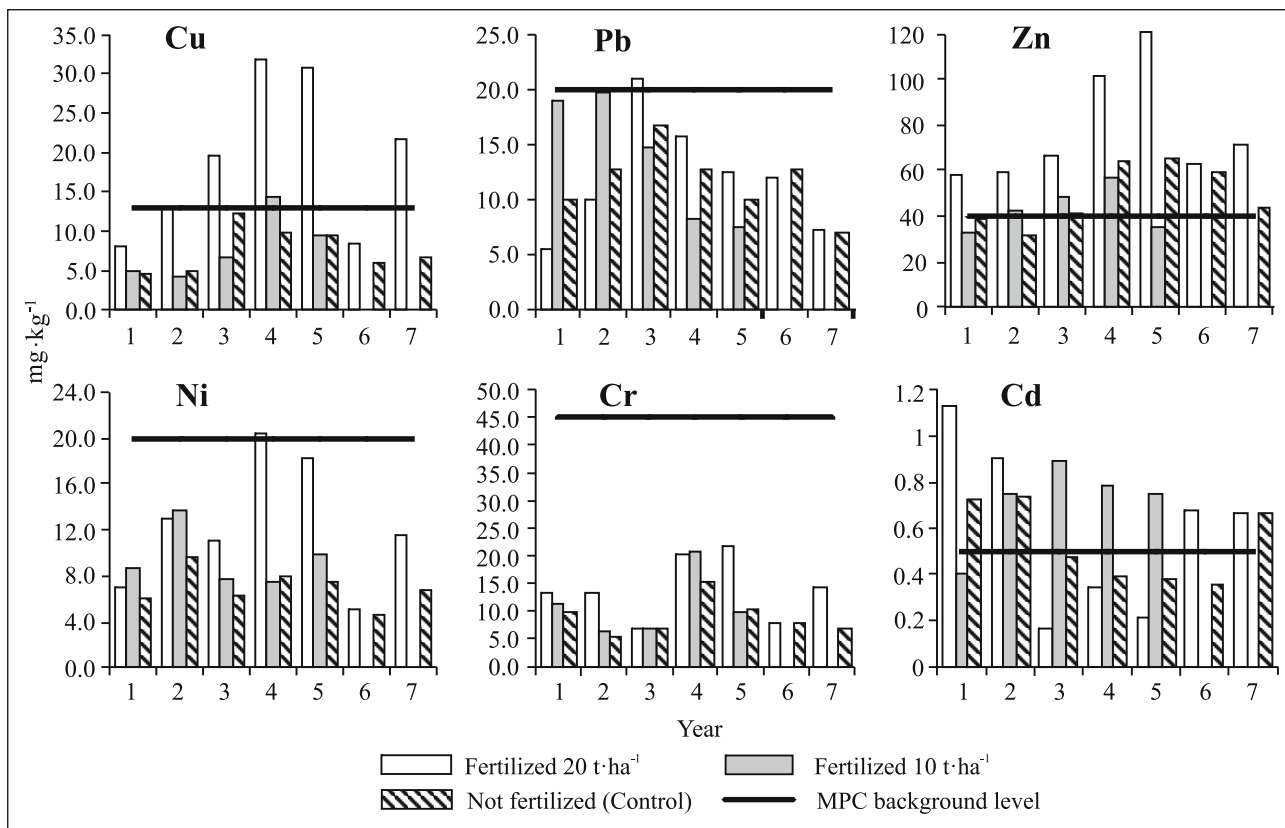 Cu
35.0
30.0
25.0
20.0
15.0
10.0
5.0
0.0
1 2 3 4 5 6 7
Pb
25.0
20.0
15.0
10.0
5.0
0.0
1 2 3 4 5 6 7
Zn
120
100
80
60
40
20
0
1 2 3 4 5 6 7
mg·kg⁻¹
Ni
24.0
20.0
16.0
12.0
8.0
4.0
0.0
1 2 3 4 5 6 7
Cr
50.0
45.0
40.0
35.0
30.0
25.0
20.0
15.0
10.0
5.0
0.0
1 2 3 4 5 6 7
Cd
1.2
1
0.8
0.6
0.4
0.2
0
1 2 3 4 5 6 7
Year
Fertilized 20 t·ha⁻¹
Fertilized 10 t·ha⁻¹
Not fertilized (Control)
MPC background level